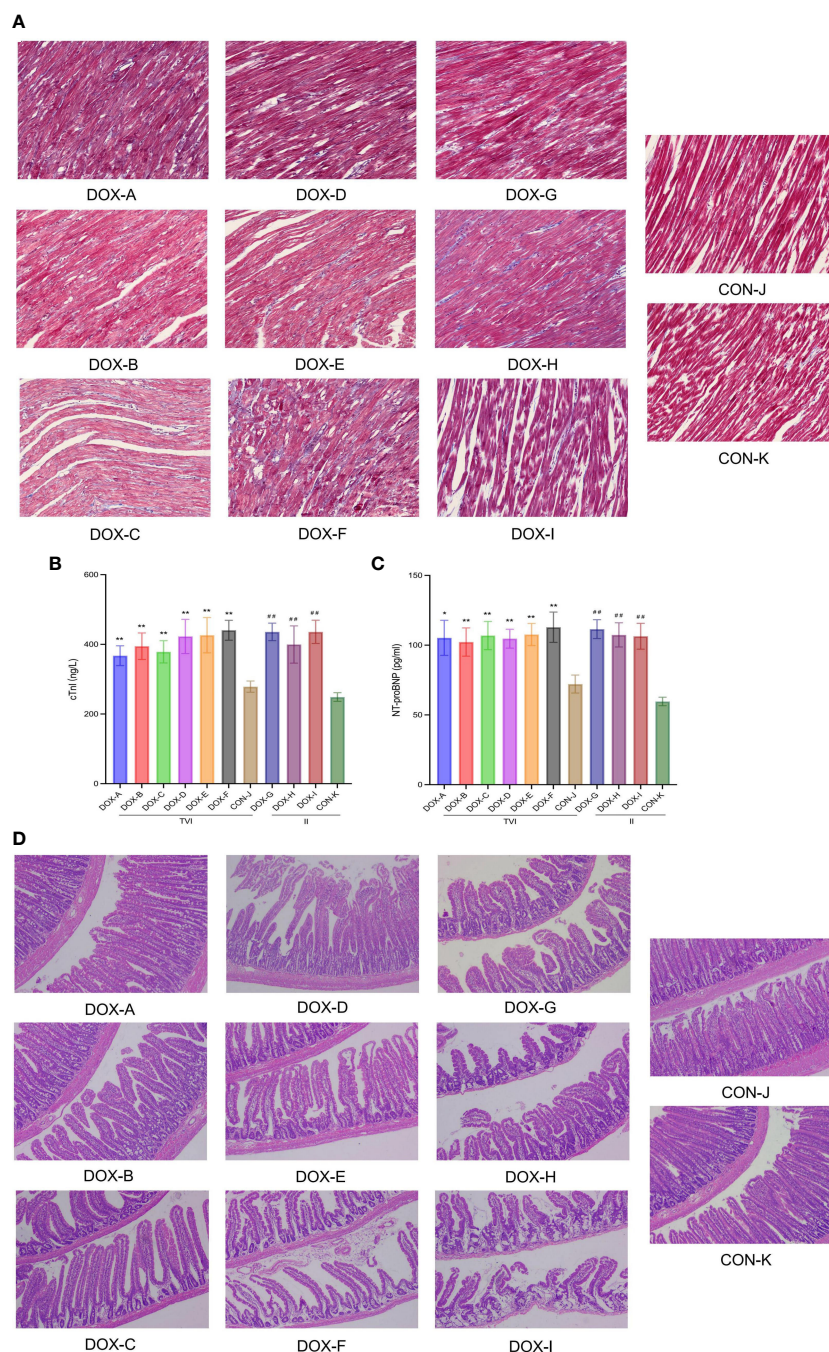 A
DOX-A
DOX-D
DOX-G
DOX-B
DOX-E
DOX-H
CON-J
DOX-C
DOX-F
DOX-I
CON-K
B
cTnI (ng/L)
600
400
200
0
** ** ** ** ** ** ## ## ##
DOX-A DOX-B DOX-C DOX-D DOX-E DOX-F CON-J DOX-G DOX-H DOX-I CON-K
TVI II
C
NT-proBNP (pg/ml)
150
100
50
0
* ** ** ** ** ** ## ## ##
DOX-A DOX-B DOX-C DOX-D DOX-E DOX-F CON-J DOX-G DOX-H DOX-I CON-K
TVI II
D
DOX-A
DOX-D
DOX-G
DOX-B
DOX-E
DOX-H
CON-J
DOX-C
DOX-F
DOX-I
CON-K